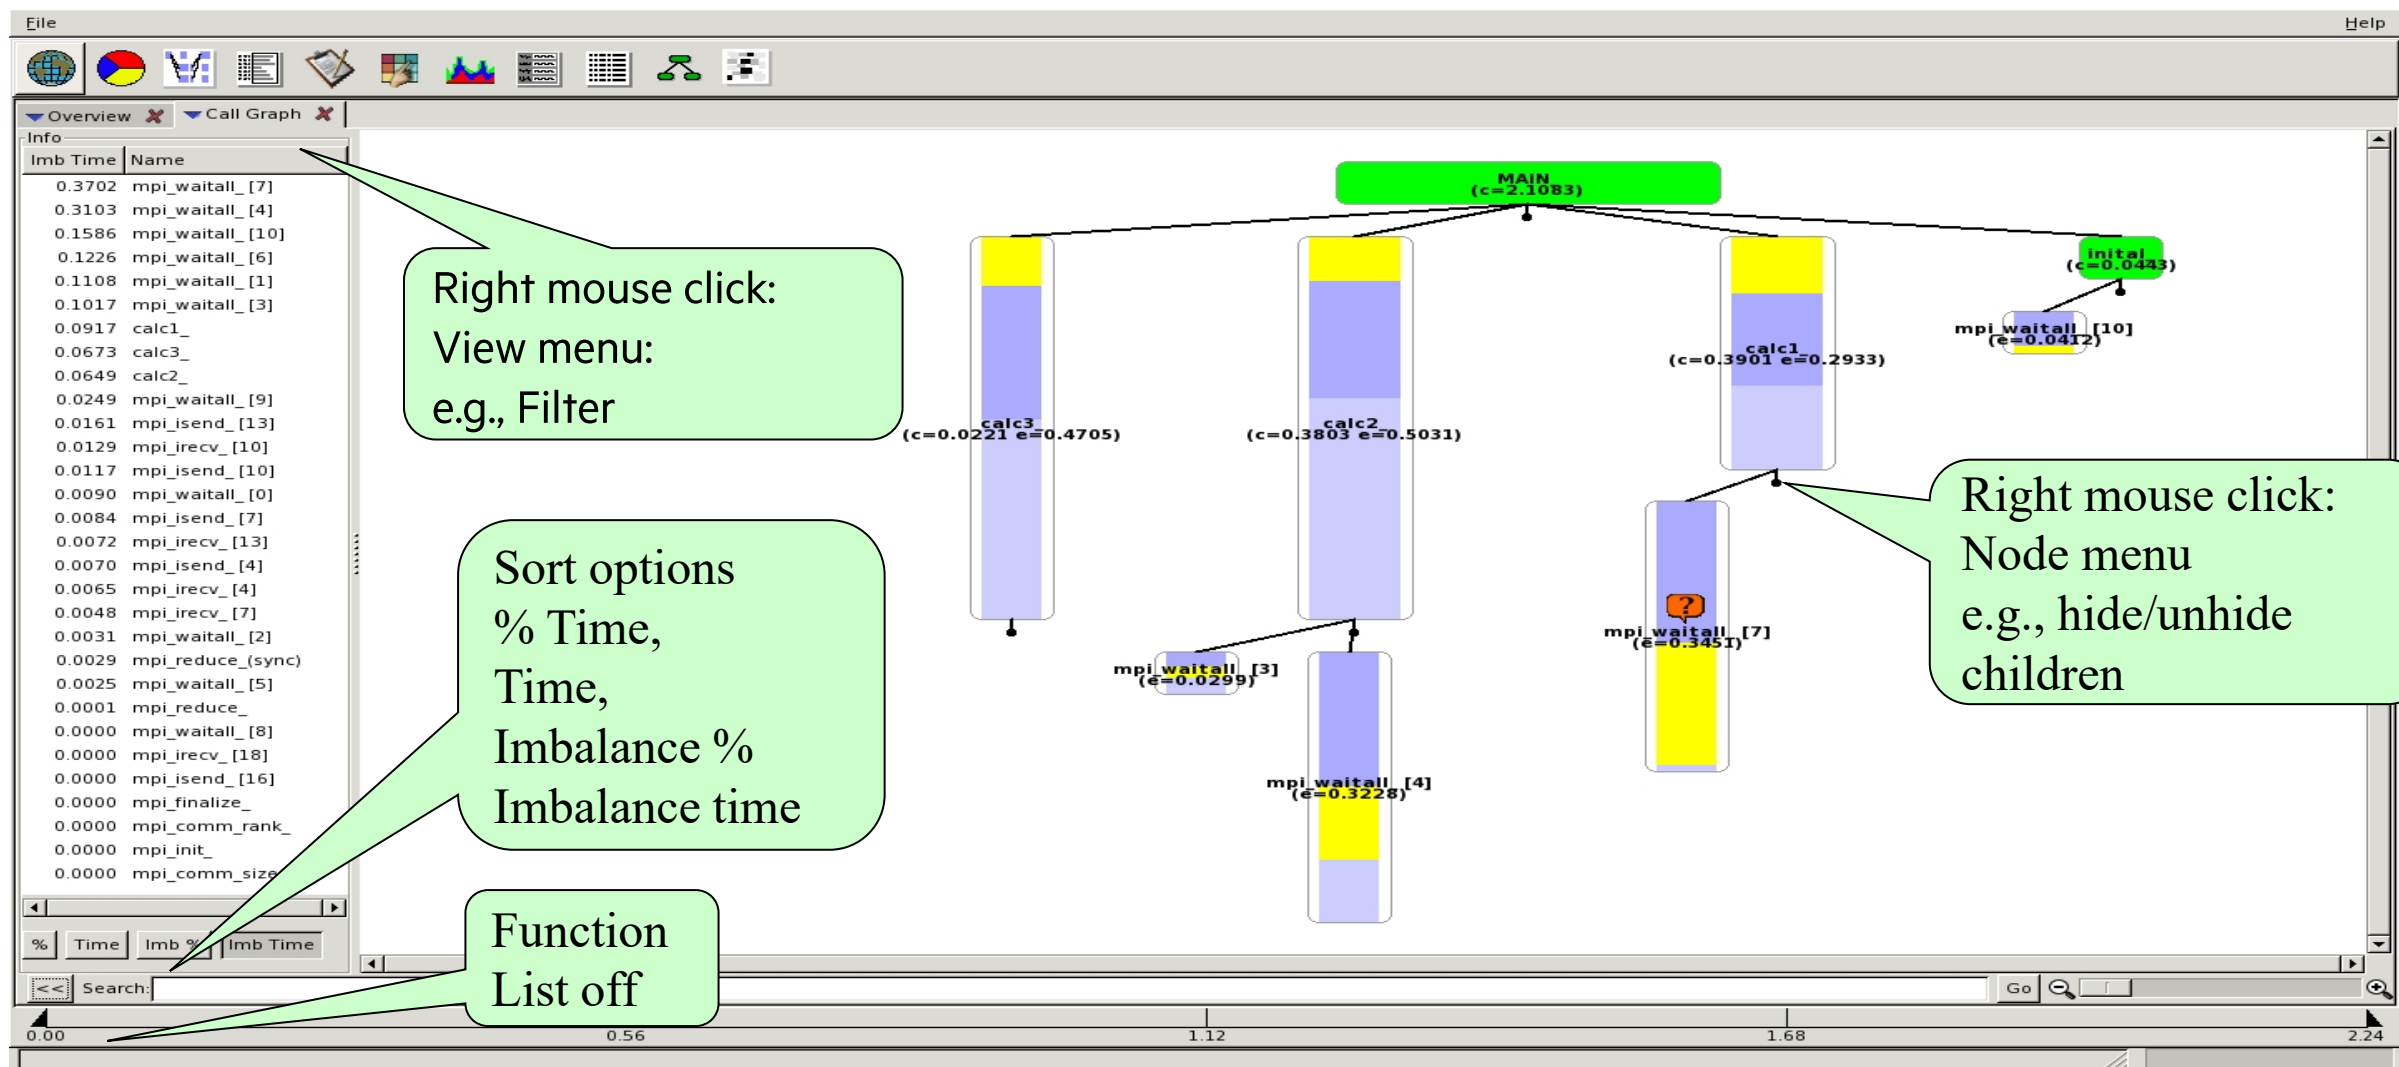 File Help
Overview Call Graph
Info
Imb Time Name
0.3702 mpi_waitall_ [7]
0.3103 mpi_waitall_ [4]
0.1586 mpi_waitall_ [10]
0.1226 mpi_waitall_ [6]
0.1108 mpi_waitall_ [1]
0.1017 mpi_waitall_ [3]
0.0917 calc1_
0.0673 calc3_
0.0649 calc2_
0.0249 mpi_waitall_ [9]
0.0161 mpi_isend_ [13]
0.0129 mpi_irecv_ [10]
0.0117 mpi_isend_ [10]
0.0090 mpi_waitall_ [0]
0.0084 mpi_isend_ [7]
0.0072 mpi_irecv_ [13]
0.0070 mpi_isend_ [4]
0.0065 mpi_irecv_ [4]
0.0048 mpi_irecv_ [7]
0.0031 mpi_waitall_ [2]
0.0029 mpi_reduce_(sync)
0.0025 mpi_waitall_ [5]
0.0001 mpi_reduce_
0.0000 mpi_waitall_ [8]
0.0000 mpi_irecv_ [18]
0.0000 mpi_isend_ [16]
0.0000 mpi_finalize_
0.0000 mpi_comm_rank_
0.0000 mpi_init_
0.0000 mpi_comm_size
% Time Imb % Imb Time
<< Search: Go
Right mouse click:
View menu:
e.g., Filter
Sort options
% Time,
Time,
Imbalance %
Imbalance time
Function
List off
MAIN_
(c=2.1083)
calc3_
(c=0.0221 e=0.4705)
calc2_
(c=0.3803 e=0.5031)
calc1_
(c=0.3901 e=0.2933)
inital_
(c=0.0443)
mpi_waitall_ [10]
(e=0.0412)
mpi_waitall_ [3]
(e=0.0299)
mpi_waitall_ [4]
(e=0.3228)
?
mpi_waitall_ [7]
(e=0.3451)
Right mouse click:
Node menu
e.g., hide/unhide
children
0.00 0.56 1.12 1.68 2.24